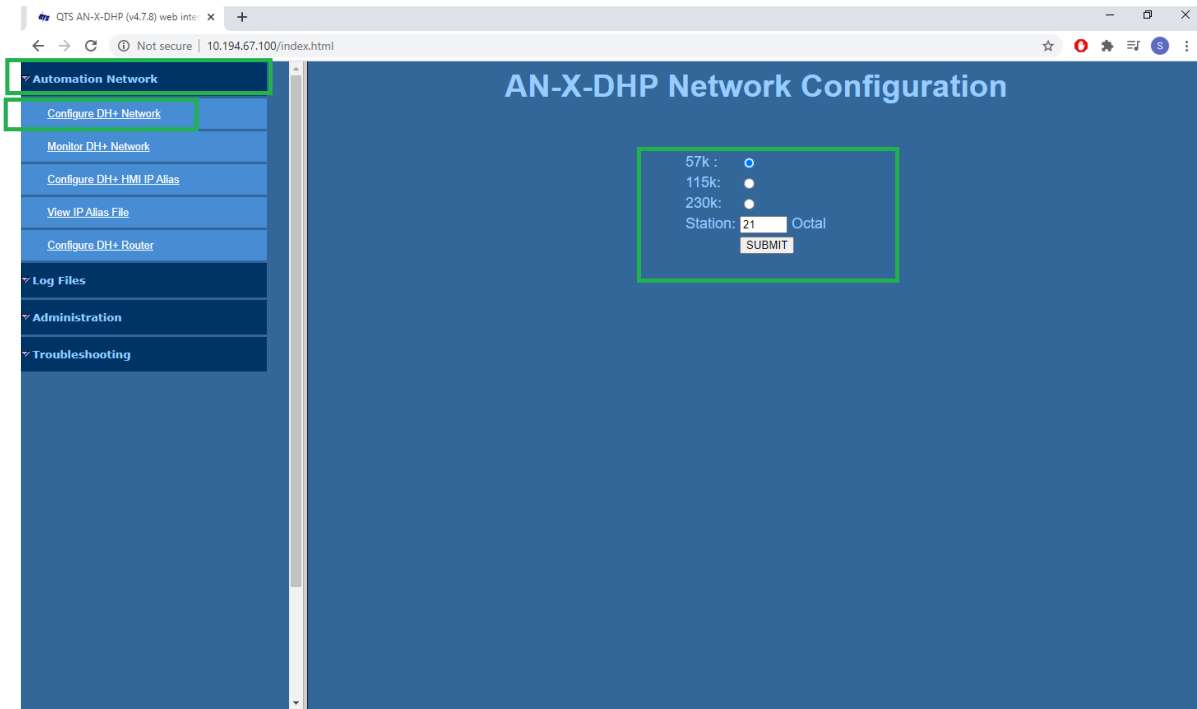 QTS AN-X-DHP (v4.7.8) web inter
Not secure | 10.194.67.100/index.html
S
Automation Network
Configure DH+ Network
Monitor DH+ Network
Configure DH+ HMI IP Alias
View IP Alias File
Configure DH+ Router
Log Files
Administration
Troubleshooting
AN-X-DHP Network Configuration
57k :
115k:
230k:
Station: 21 Octal
SUBMIT